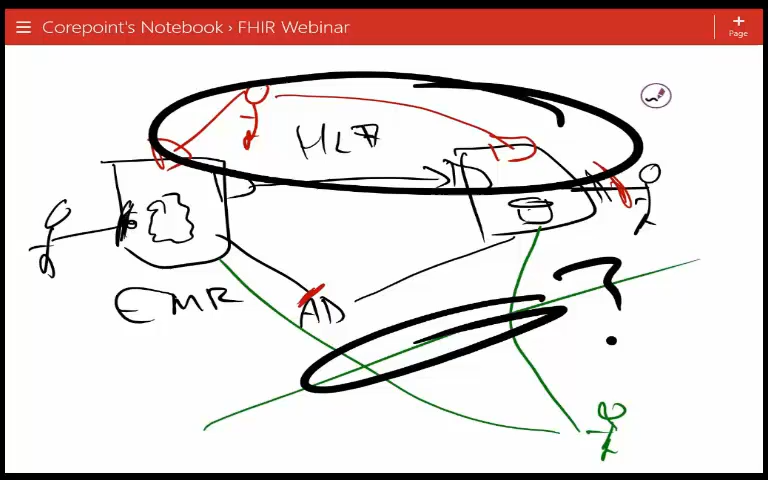 Corepoint's Notebook › FHIR Webinar
+
Page
HL7
EMR
AD
?